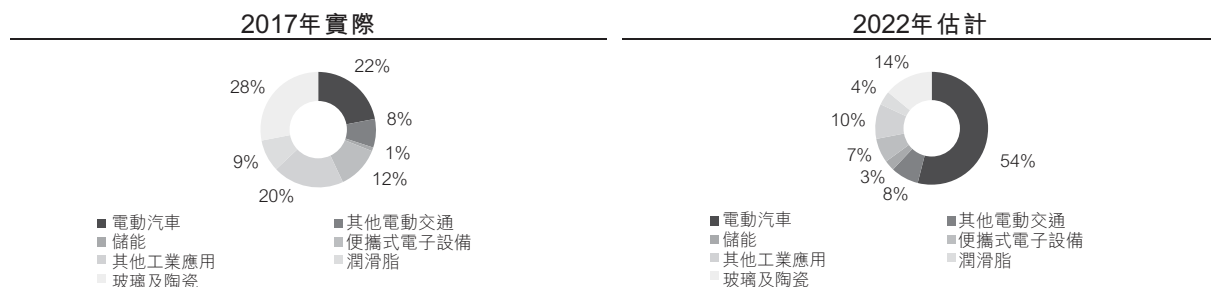 2017年實際
22%
8%
1%
12%
20%
9%
28%
電動汽車
其他電動交通
儲能
便攜式電子設備
其他工業應用
潤滑脂
玻璃及陶瓷
2022年估計
14%
4%
10%
7%
3%
8%
54%
電動汽車
其他電動交通
儲能
便攜式電子設備
其他工業應用
潤滑脂
玻璃及陶瓷